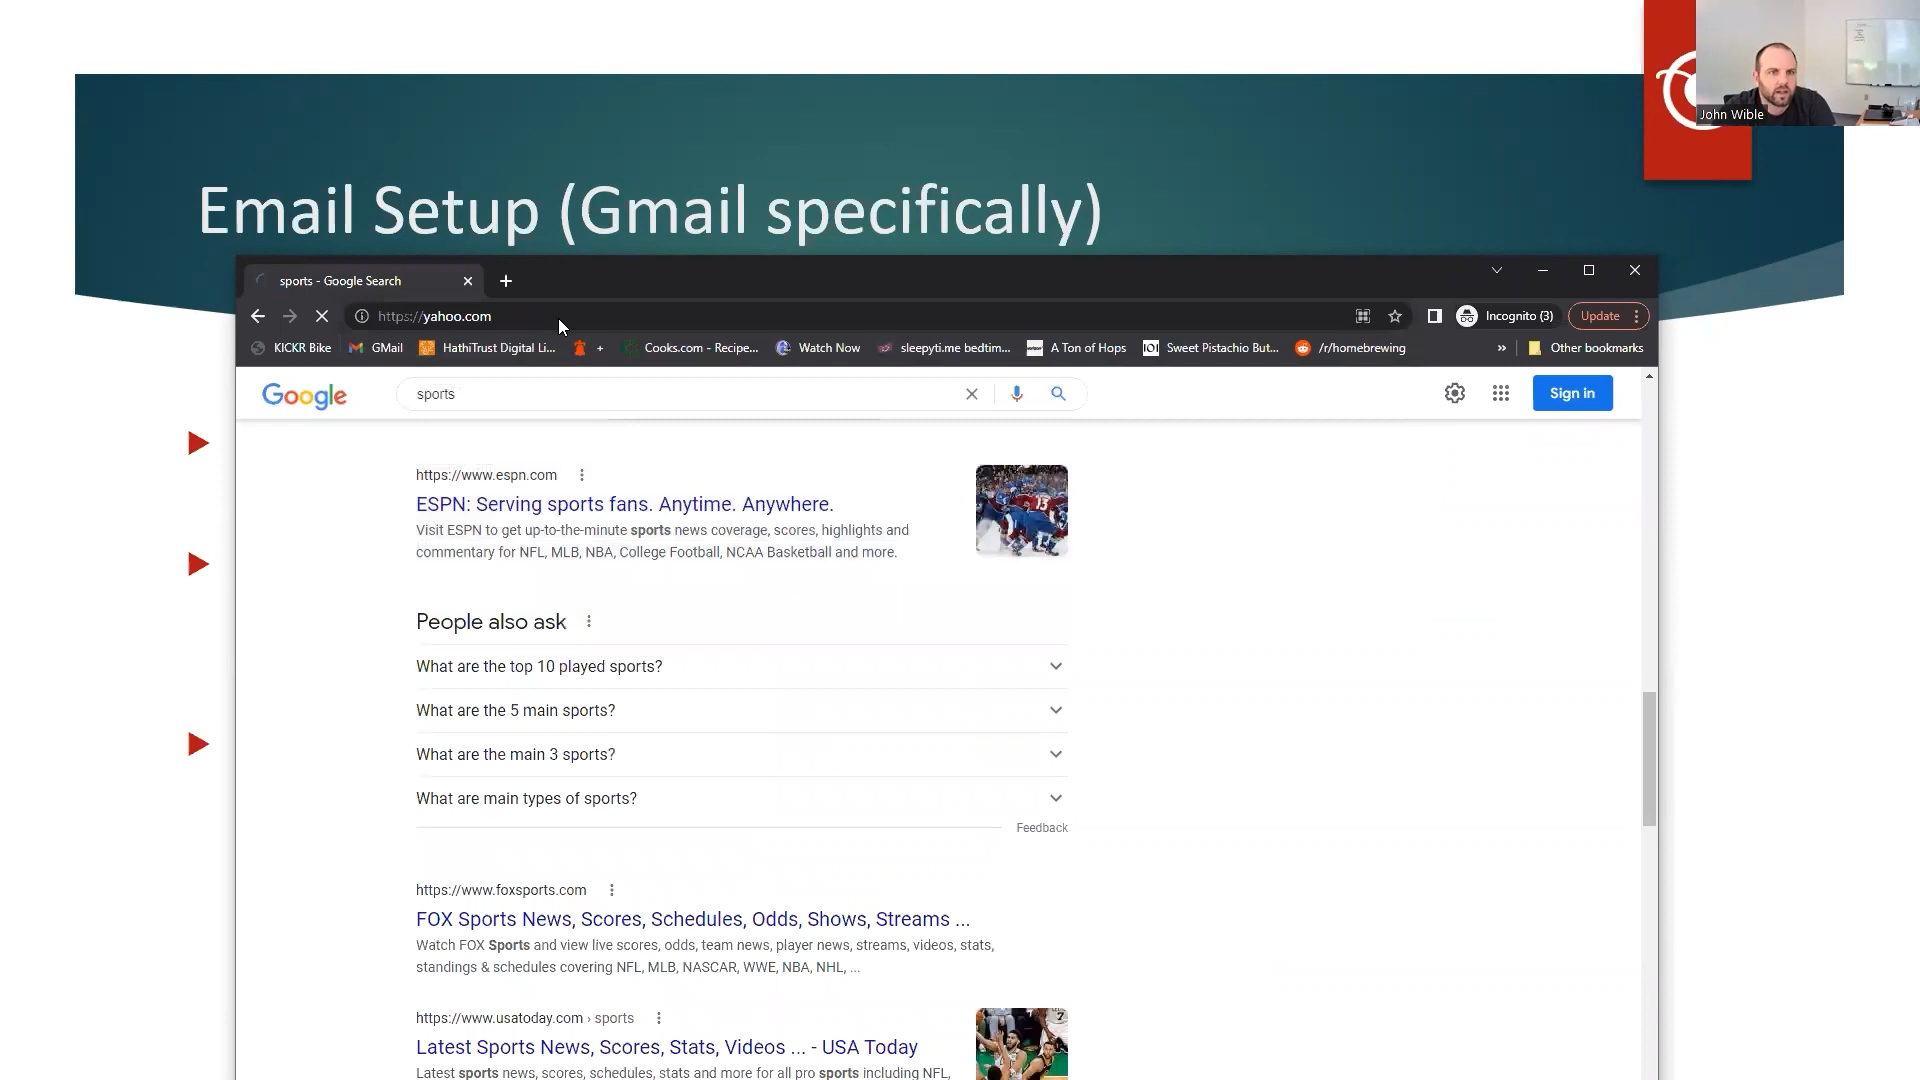 John Wible
Email Setup (Gmail specifically)
sports - Google Search
https://yahoo.com
Incognito (3)
Update
KICKR Bike
GMail
HathiTrust Digital Li...
+
Cooks.com - Recipe...
Watch Now
sleepyti.me bedtim...
A Ton of Hops
Sweet Pistachio But...
/r/homebrewing
»
Other bookmarks
Google
sports
Sign in
https://www.espn.com
ESPN: Serving sports fans. Anytime. Anywhere.
Visit ESPN to get up-to-the-minute sports news coverage, scores, highlights and
commentary for NFL, MLB, NBA, College Football, NCAA Basketball and more.
People also ask
What are the top 10 played sports?
What are the 5 main sports?
What are the main 3 sports?
What are main types of sports?
Feedback
https://www.foxsports.com
FOX Sports News, Scores, Schedules, Odds, Shows, Streams ...
Watch FOX Sports and view live scores, odds, team news, player news, streams, videos, stats,
standings & schedules covering NFL, MLB, NASCAR, WWE, NBA, NHL, ...
https://www.usatoday.com › sports
Latest Sports News, Scores, Stats, Videos ... - USA Today
Latest sports news, scores, schedules, stats and more for all pro sports including NFL,